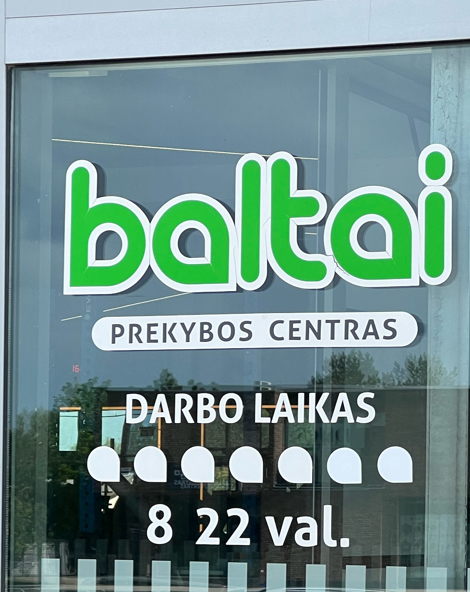 baltai
PREKYBOS CENTRAS
DARBO LAIKAS
8 22 val.